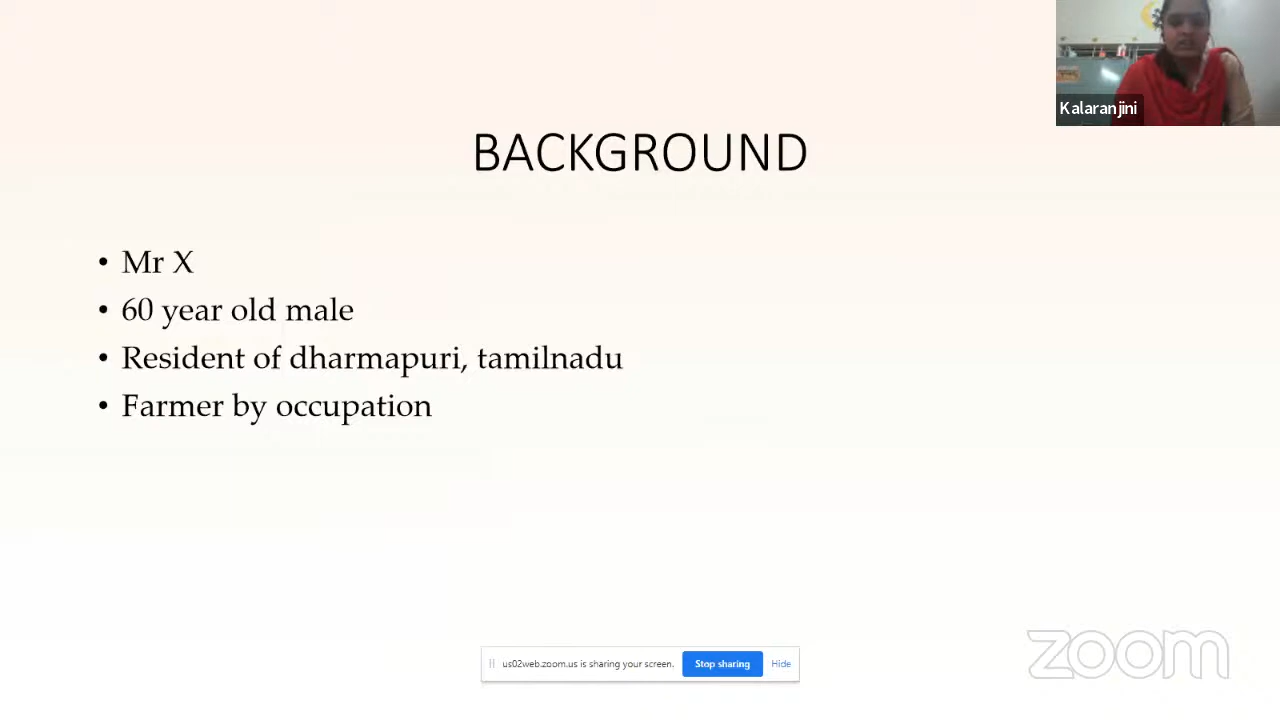 Kalaranjini
BACKGROUND
• Mr X
• 60 year old male
• Resident of dharmapuri, tamilnadu
• Farmer by occupation
us02web.zoom.us is sharing your screen.
Stop sharing
Hide
zoom